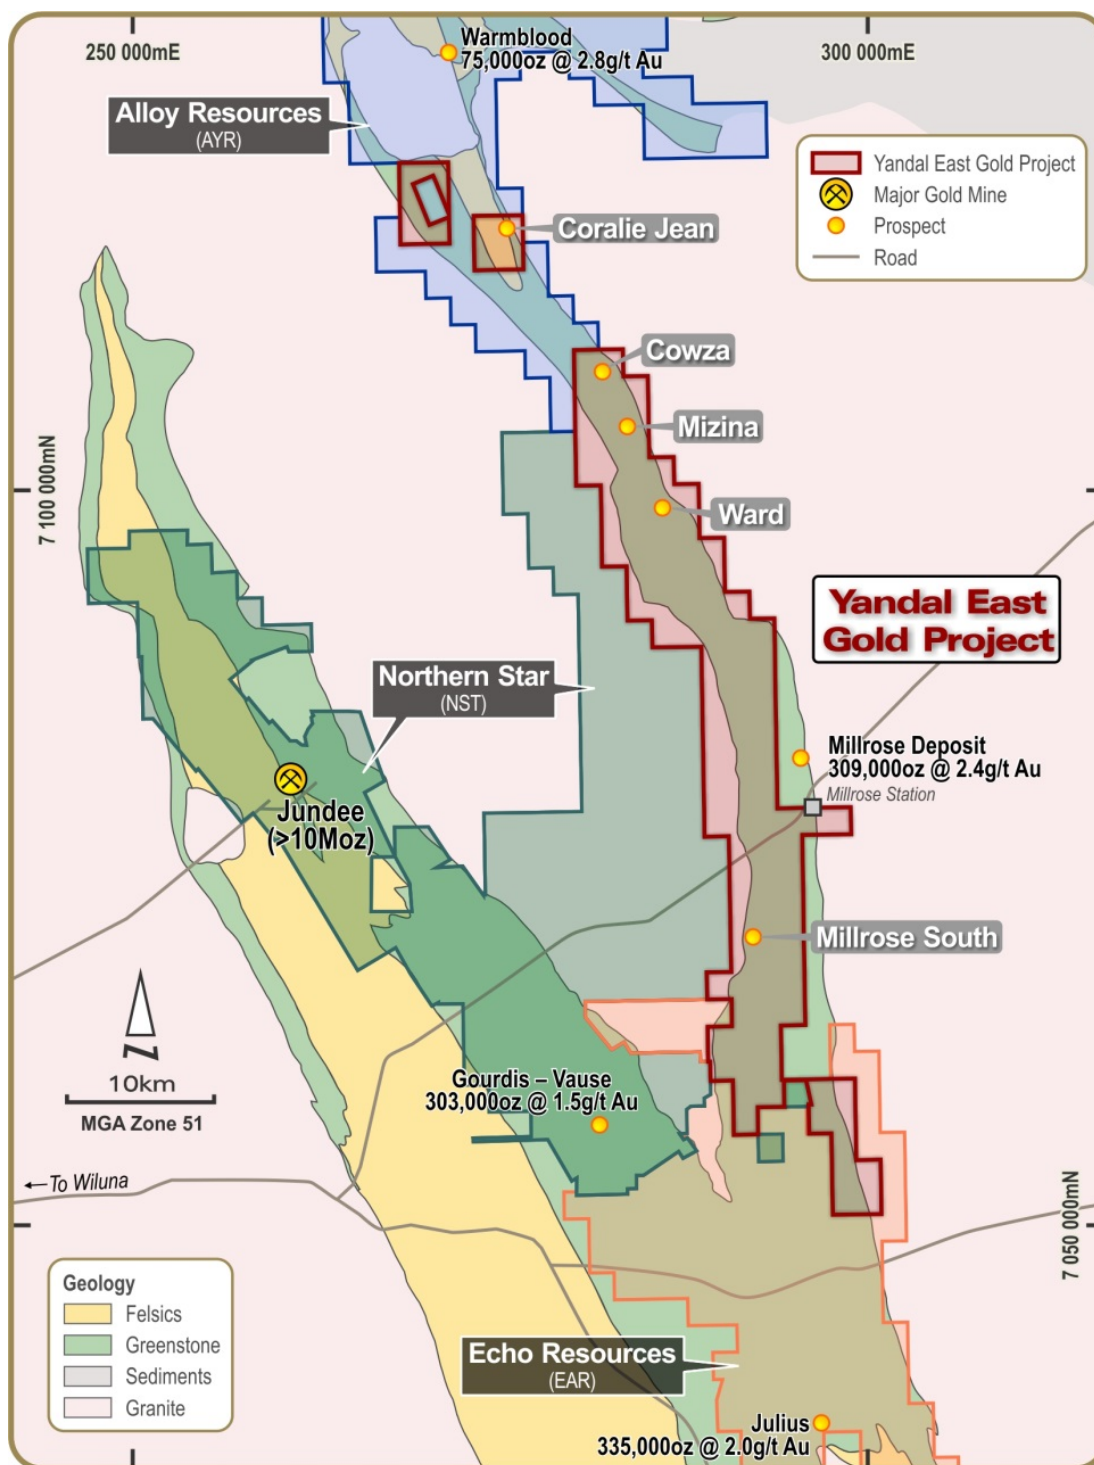 250 000mE
300 000mE
Warmblood
75,000oz @ 2.8g/t Au
Alloy Resources
(AYR)
Yandal East Gold Project
Major Gold Mine
Prospect
Road
Coralie Jean
Cowza
Mizina
7 100 000mN
Ward
Yandal East
Gold Project
Northern Star
(NST)
Millrose Deposit
309,000oz @ 2.4g/t Au
Millrose Station
Jundee
(>10Moz)
Millrose South
N
10km
MGA Zone 51
Gourdis – Vause
303,000oz @ 1.5g/t Au
←To Wiluna
7 050 000mN
Geology
Felsics
Greenstone
Sediments
Granite
Echo Resources
(EAR)
Julius
335,000oz @ 2.0g/t Au